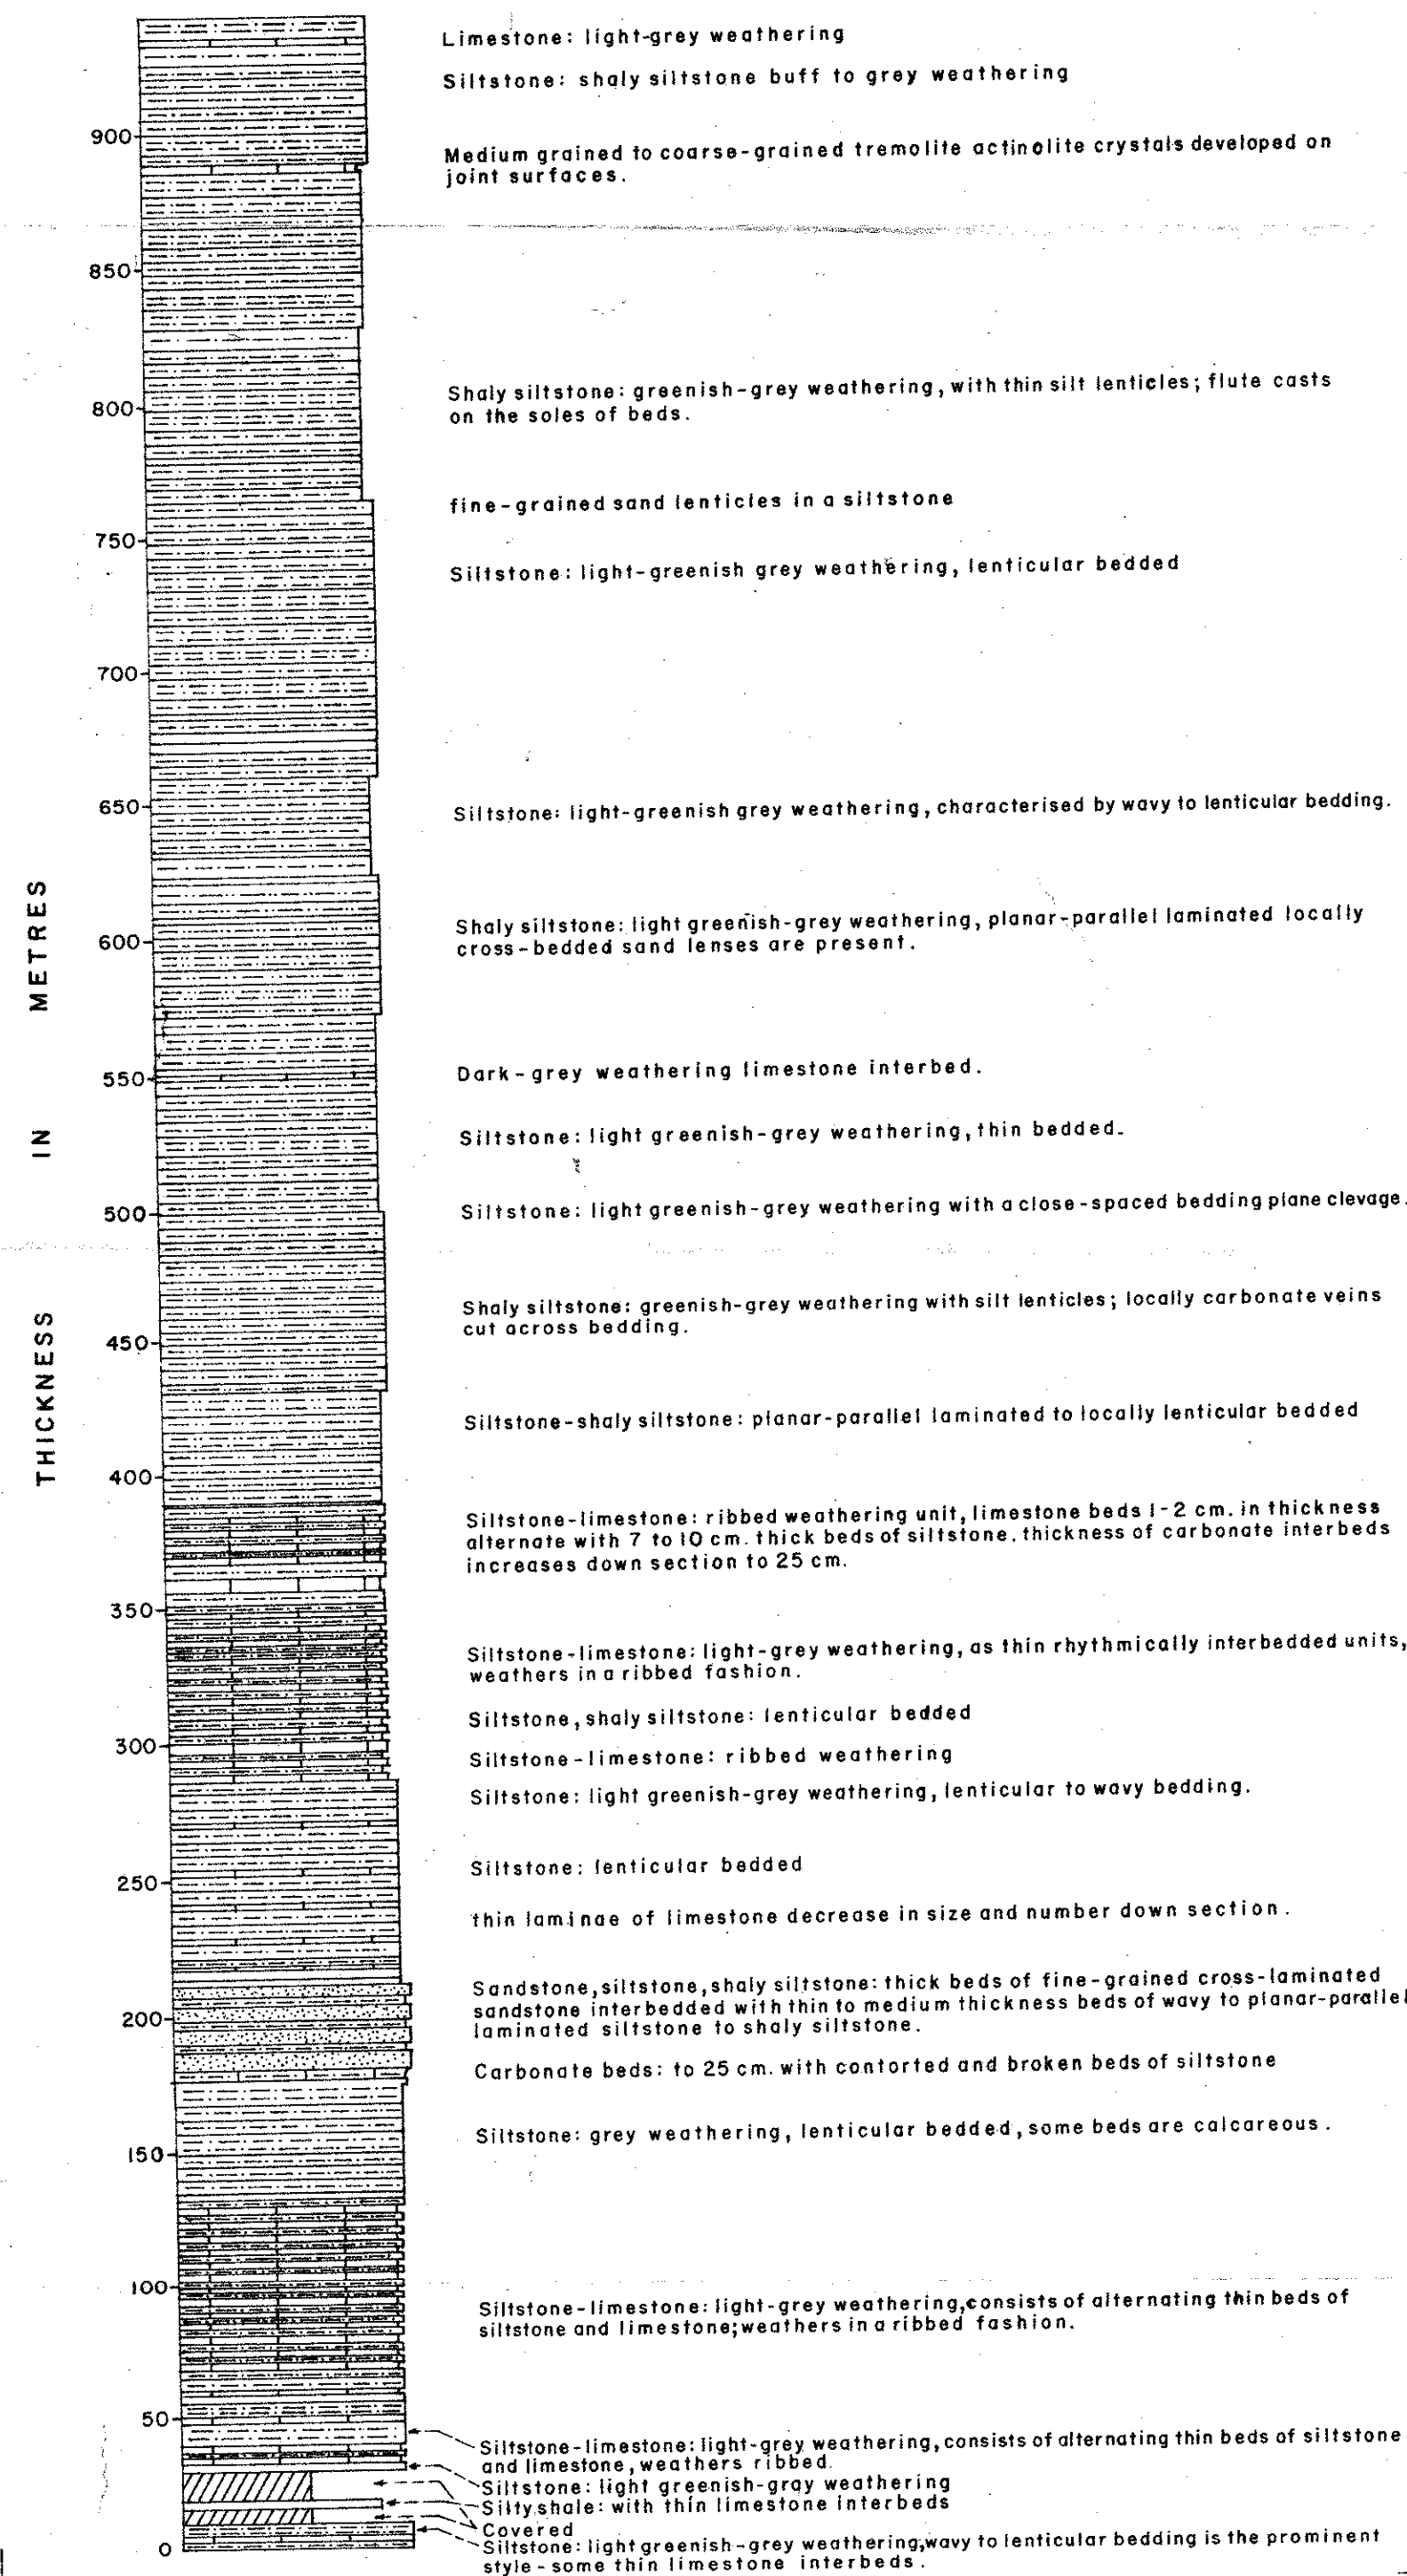 Limestone: light-grey weathering
Siltstone: shaly siltstone buff to grey weathering
900
Medium grained to coarse-grained tremolite actinolite crystals developed on
joint surfaces.
850
Shaly siltstone: greenish-grey weathering, with thin silt lenticles; flute casts
on the soles of beds.
800
fine-grained sand lenticles in a siltstone
750
Siltstone: light-greenish grey weathering, lenticular bedded
700
650
Siltstone: light-greenish grey weathering, characterised by wavy to lenticular bedding.
Shaly siltstone: light greenish-grey weathering, planar-parallel laminated locally
cross-bedded sand lenses are present.
600
550
Dark-grey weathering limestone interbed.
Siltstone: light greenish-grey weathering, thin bedded.
500
Siltstone: light greenish-grey weathering with a close-spaced bedding plane clevage.
Shaly siltstone: greenish-grey weathering with silt lenticles; locally carbonate veins
cut across bedding.
450
THICKNESS IN METRES
Siltstone-shaly siltstone: planar-parallel laminated to locally lenticular bedded
400
Siltstone-limestone: ribbed weathering unit, limestone beds 1-2 cm. in thickness
alternate with 7 to 10 cm. thick beds of siltstone. thickness of carbonate interbeds
increases down section to 25 cm.
350
Siltstone-limestone: light-grey weathering, as thin rhythmically interbedded units,
weathers in a ribbed fashion.
Siltstone, shaly siltstone: lenticular bedded
300
Siltstone-limestone: ribbed weathering
Siltstone: light greenish-grey weathering, lenticular to wavy bedding.
Siltstone: lenticular bedded
250
thin laminae of limestone decrease in size and number down section.
Sandstone, siltstone, shaly siltstone: thick beds of fine-grained cross-laminated
sandstone interbedded with thin to medium thickness beds of wavy to planar-parallel
laminated siltstone to shaly siltstone.
200
Carbonate beds: to 25 cm. with contorted and broken beds of siltstone
Siltstone: grey weathering, lenticular bedded, some beds are calcareous.
150
100
Siltstone-limestone: light-grey weathering, consists of alternating thin beds of
siltstone and limestone; weathers in a ribbed fashion.
50
Siltstone-limestone: light-grey weathering, consists of alternating thin beds of siltstone
and limestone, weathers ribbed.
Siltstone: light greenish-gray weathering
Silty shale: with thin limestone interbeds
Covered
0
Siltstone: light greenish-grey weathering, wavy to lenticular bedding is the prominent
style - some thin limestone interbeds.